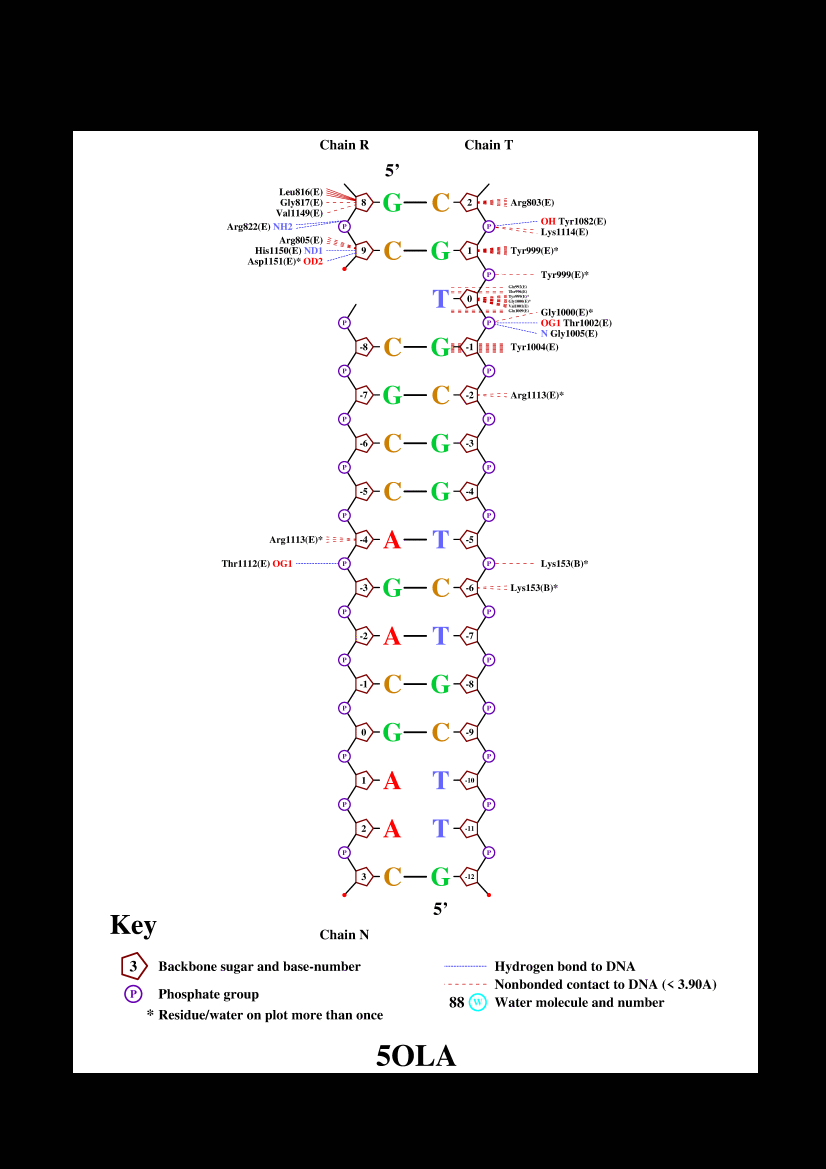 Chain R Chain T
5’
Leu816(E)
Gly817(E)
Val1149(E)
8 G C 2 Arg803(E)
Arg822(E) NH2 P P OH Tyr1082(E)
Lys1114(E)
Arg805(E)
His1150(E) ND1
Asp1151(E)* OD2
9 C G 1 Tyr999(E)*
P Tyr999(E)*
T 0
P P Gly1000(E)*
OG1 Thr1002(E)
N Gly1005(E)
-8 C G -1 Tyr1004(E)
P P
-7 G C -2 Arg1113(E)*
P P
-6 C G -3
P P
-5 C G -4
P P
Arg1113(E)* -4 A T -5
Thr1112(E) OG1 P P Lys153(B)*
-3 G C -6 Lys153(B)*
P P
-2 A T -7
P P
-1 C G -8
P P
0 G C -9
P P
1 A T -10
P P
2 A T -11
P P
3 C G -12
5’
Key
Chain N
3 Backbone sugar and base-number
P Phosphate group
* Residue/water on plot more than once
Hydrogen bond to DNA
Nonbonded contact to DNA (< 3.90A)
88 W Water molecule and number
5OLA